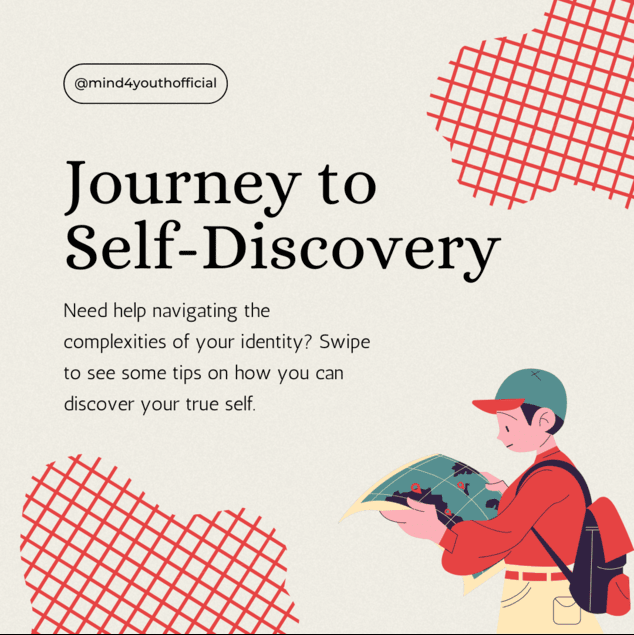 @mind4youthofficial
Journey to
Self-Discovery
Need help navigating the
complexities of your identity? Swipe
to see some tips on how you can
discover your true self.